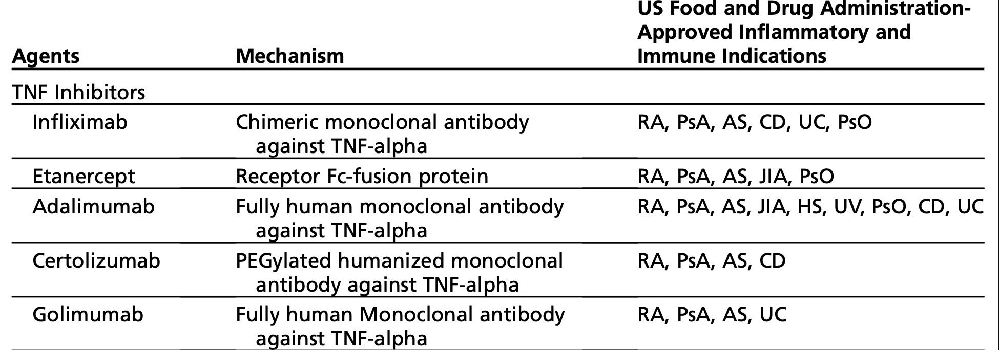 US Food and Drug Administration-
Approved Inflammatory and
Agents Mechanism Immune Indications
TNF Inhibitors
Infliximab Chimeric monoclonal antibody RA, PsA, AS, CD, UC, PsO
against TNF-alpha
Etanercept Receptor Fc-fusion protein RA, PsA, AS, JIA, PsO
Adalimumab Fully human monoclonal antibody RA, PsA, AS, JIA, HS, UV, PsO, CD, UC
against TNF-alpha
Certolizumab PEGylated humanized monoclonal RA, PsA, AS, CD
antibody against TNF-alpha
Golimumab Fully human Monoclonal antibody RA, PsA, AS, UC
against TNF-alpha